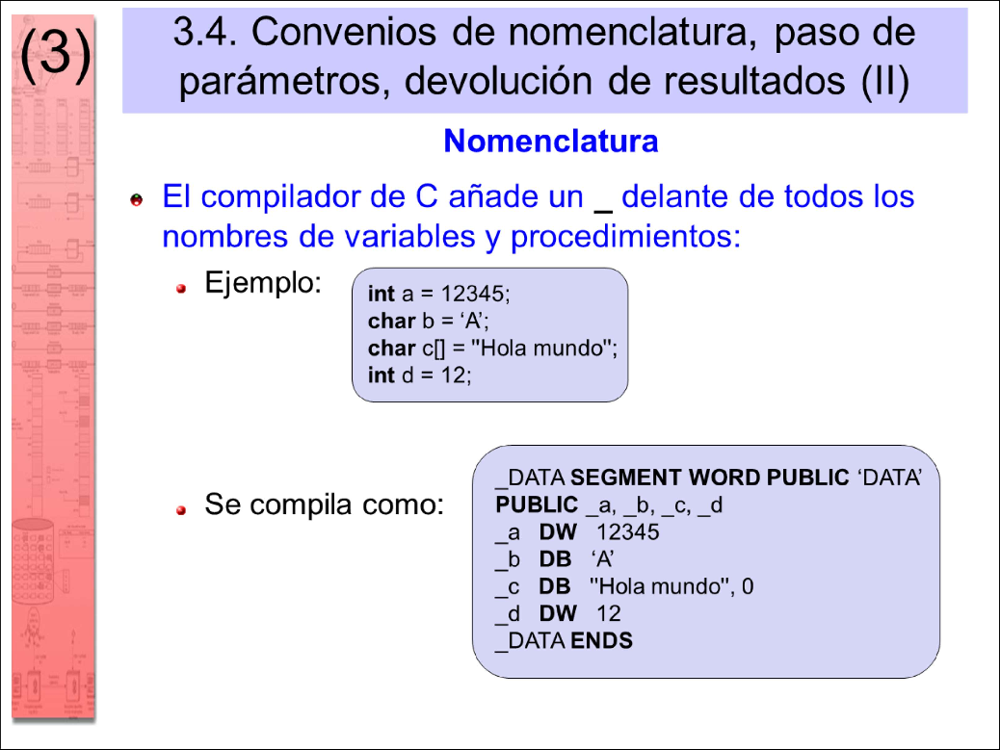 (3)
3.4. Convenios de nomenclatura, paso de
parámetros, devolución de resultados (II)
Nomenclatura
El compilador de C añade un _ delante de todos los
nombres de variables y procedimientos:
Ejemplo:
int a = 12345;
char b = ‘A’;
char c[] = "Hola mundo";
int d = 12;
Se compila como:
_DATA SEGMENT WORD PUBLIC ‘DATA’
PUBLIC _a, _b, _c, _d
_a DW 12345
_b DB ‘A’
_c DB "Hola mundo", 0
_d DW 12
_DATA ENDS